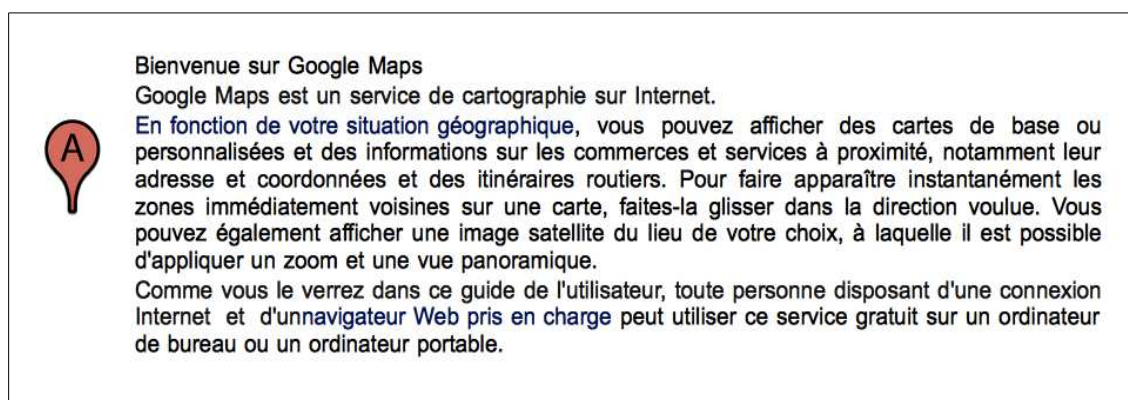 Bienvenue sur Google Maps
Google Maps est un service de cartographie sur Internet.
A
En fonction de votre situation géographique, vous pouvez afficher des cartes de base ou
personnalisées et des informations sur les commerces et services à proximité, notamment leur
adresse et coordonnées et des itinéraires routiers. Pour faire apparaître instantanément les
zones immédiatement voisines sur une carte, faites-la glisser dans la direction voulue. Vous
pouvez également afficher une image satellite du lieu de votre choix, à laquelle il est possible
d'appliquer un zoom et une vue panoramique.
Comme vous le verrez dans ce guide de l'utilisateur, toute personne disposant d'une connexion
Internet et d'unnavigateur Web pris en charge peut utiliser ce service gratuit sur un ordinateur
de bureau ou un ordinateur portable.